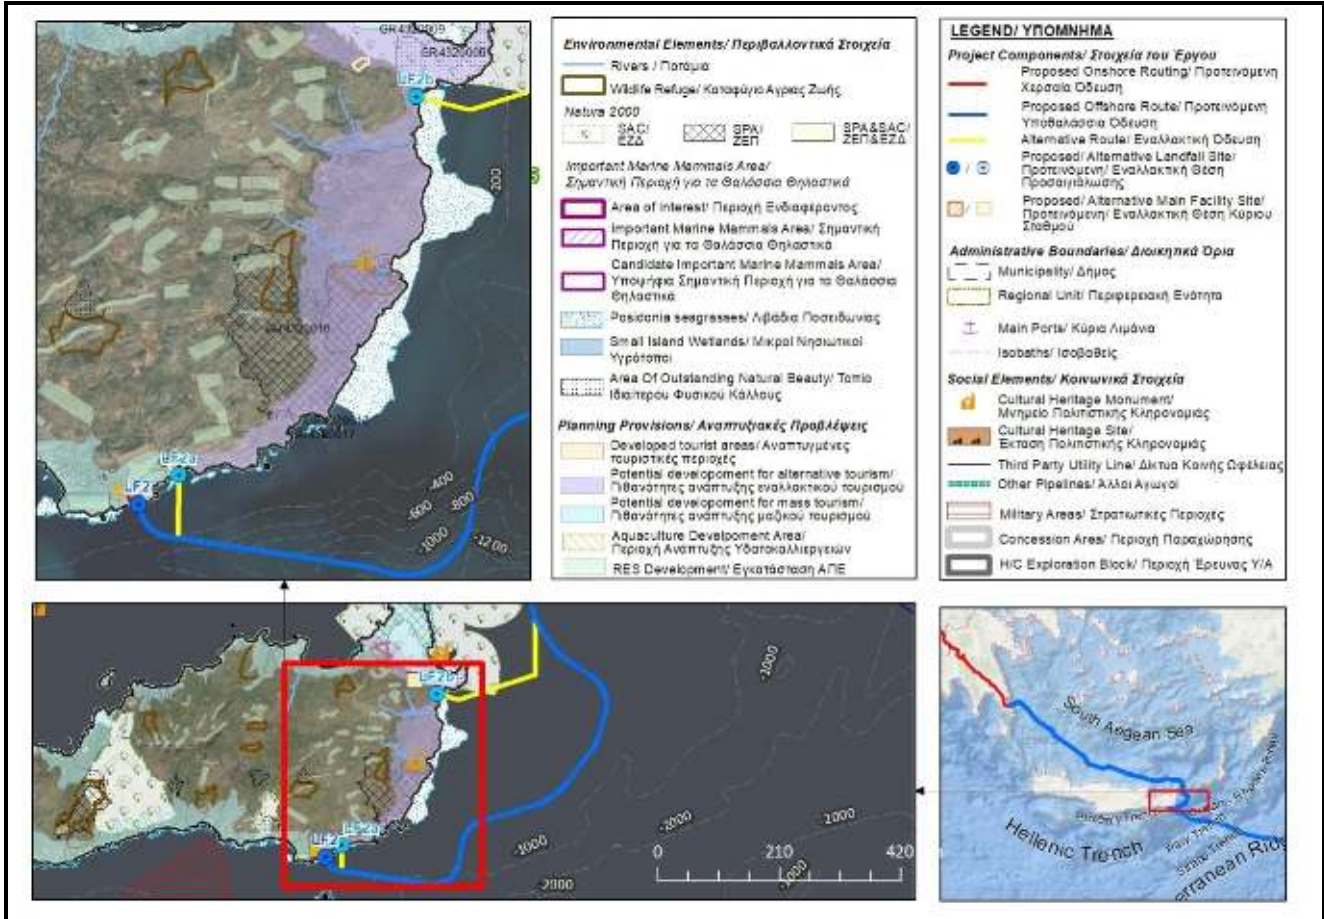 GR4320009
GR4320006
LF2b
200
LF2a
LF2
-400
-600
-800
-1000
-1200
Environmental Elements/ Περιβαλλοντικά Στοιχεία
Rivers / Ποτάμια
Wildlife Refuge/ Καταφύγιο Άγριας Ζωής
Natura 2000
SAC/
ΕΖΔ
SPA/
ΖΕΠ
SPA&SAC/
ΖΕΠ&ΕΖΔ
Important Marine Mammals Area/
Σημαντική Περιοχή για τα Θαλάσσια Θηλαστικά
Area of Interest/ Περιοχή Ενδιαφέροντος
Important Marine Mammals Area/ Σημαντική
Περιοχή για τα Θαλάσσια Θηλαστικά
Candidate Important Marine Mammals Area/
Υποψήφια Σημαντική Περιοχή για τα Θαλάσσια
Θηλαστικά
Posidonia seagrasses/ Λιβάδια Ποσειδωνίας
Small Island Wetlands/ Μικροί Νησιωτικοί
Υγρότοποι
Area Of Outstanding Natural Beauty/ Τοπίο
Ιδιαίτερου Φυσικού Κάλλους
Planning Provisions/ Αναπτυξιακές Προβλέψεις
Developed tourist areas/ Αναπτυγμένες
τουριστικές περιοχές
Potential development for alternative tourism/
Πιθανότητες ανάπτυξης εναλλακτικού τουρισμού
Potential development for mass tourism/
Πιθανότητες ανάπτυξης μαζικού τουρισμού
Aquaculture Develpoment Area/
Περιοχή Ανάπτυξης Υδατοκαλλιεργειών
RES Development/ Εγκατάσταση ΑΠΕ
LEGEND/ ΥΠΟΜΝΗΜΑ
Project Components/ Στοιχεία του Έργου
Proposed Onshore Routing/ Προτεινόμενη
Χερσαία Όδευση
Proposed Offshore Route/ Προτεινόμενη
Υποθαλάσσια Όδευση
Alternative Route/ Εναλλακτική Όδευση
Proposed/ Alternative Landfall Site/
Προτεινόμενη/ Εναλλακτική Θέση
Προσαιγιάλωσης
Proposed/ Alternative Main Facility Site/
Προτεινόμενη/ Εναλλακτική Θέση Κύριου
Σταθμού
Administrative Boundaries/ Διοικητικά Όρια
Municipality/ Δήμος
Regional Unit/ Περιφερειακή Ενότητα
Main Ports/ Κύρια Λιμάνια
Isobaths/ Ισοβαθείς
Social Elements/ Κοινωνικά Στοιχεία
Cultural Heritage Monument/
Μνημείο Πολιτιστικής Κληρονομιάς
Cultural Heritage Site/
Έκταση Πολιτιστικής Κληρονομιάς
Third Party Utility Line/ Δίκτυα Κοινής Ωφέλειας
Other Pipelines/ Άλλοι Αγωγοί
Military Areas/ Στρατιωτικές Περιοχές
Concession Area/ Περιοχή Παραχώρησης
H/C Exploration Block/ Περιοχή Έρευνας Υ/Α
LF2b
LF2
LF2a
-1000
-2000
-1000
1000
-1000
2000
0 210 420
South Aegean Sea
Hellenic Trench